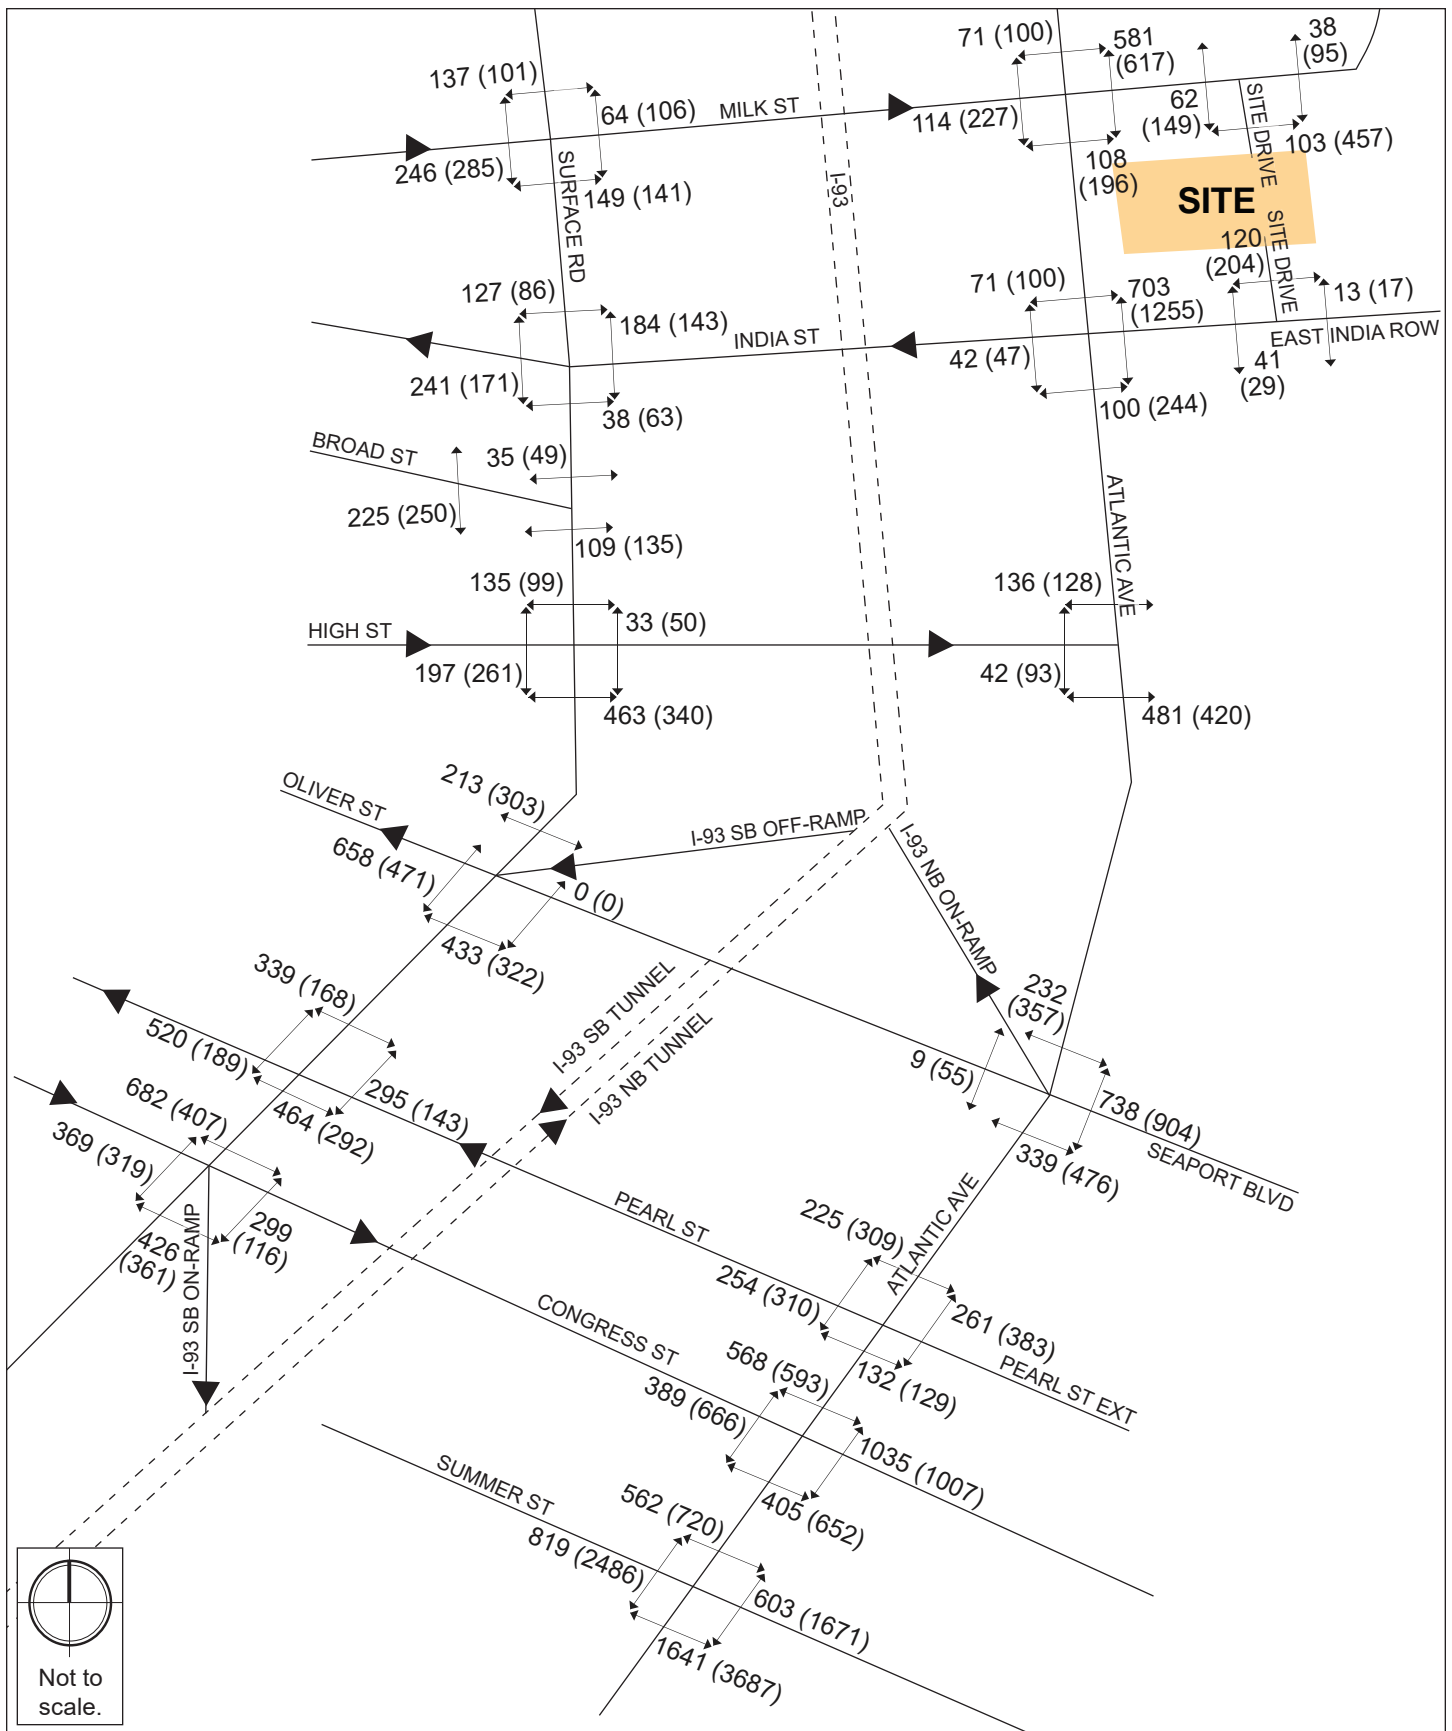 71 (100)
581
(617)
38
(95)
137 (101)
64 (106)
MILK ST
114 (227)
62
(149)
SITE DRIVE
103 (457)
246 (285)
149 (141)
SURFACE RD
I-93
108
(196)
SITE
120
(204)
SITE DRIVE
127 (86)
184 (143)
71 (100)
703
(1255)
13 (17)
INDIA ST
EAST INDIA ROW
241 (171)
38 (63)
42 (47)
41
(29)
100 (244)
BROAD ST
35 (49)
225 (250)
109 (135)
ATLANTIC AVE
135 (99)
33 (50)
136 (128)
HIGH ST
197 (261)
42 (93)
463 (340)
481 (420)
OLIVER ST
213 (303)
I-93 SB OFF-RAMP
I-93 NB ON-RAMP
658 (471)
0 (0)
433 (322)
339 (168)
I-93 SB TUNNEL
I-93 NB TUNNEL
232
(357)
520 (189)
295 (143)
9 (55)
738 (904)
682 (407)
464 (292)
339 (476)
SEAPORT BLVD
369 (319)
299
(116)
426
(361)
I-93 SB ON-RAMP
PEARL ST
225 (309)
ATLANTIC AVE
254 (310)
261 (383)
CONGRESS ST
568 (593)
132 (129)
PEARL ST EXT
389 (666)
1035 (1007)
SUMMER ST
562 (720)
405 (652)
819 (2486)
603 (1671)
1641 (3687)
Not to
scale.